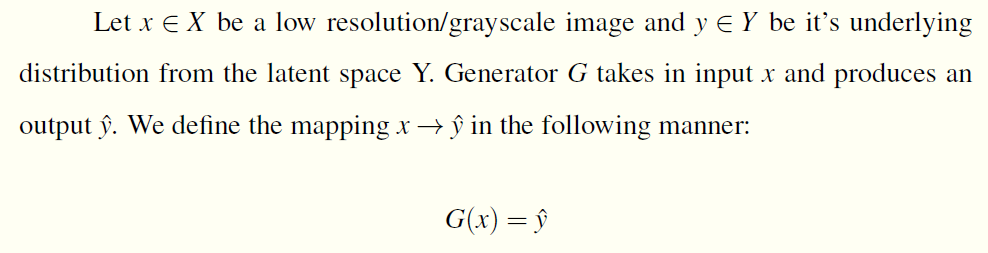 Let x ∈ X be a low resolution/grayscale image and y ∈ Y be it's underlying
distribution from the latent space Y. Generator G takes in input x and produces an
output ŷ. We define the mapping x → ŷ in the following manner:
G(x) = ŷ